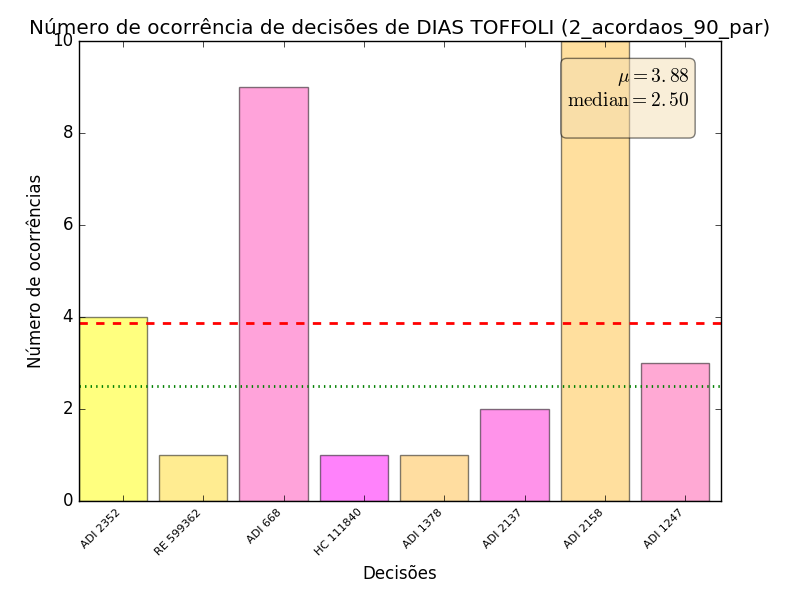 Número de ocorrência de decisões de DIAS TOFFOLI (2_acordaos_90_par)
10
8
6
4
2
0
Número de ocorrências
μ = 3.88
median = 2.50
ADI 2352
RE 599362
ADI 668
HC 111840
ADI 1378
ADI 2137
ADI 2158
ADI 1247
Decisões